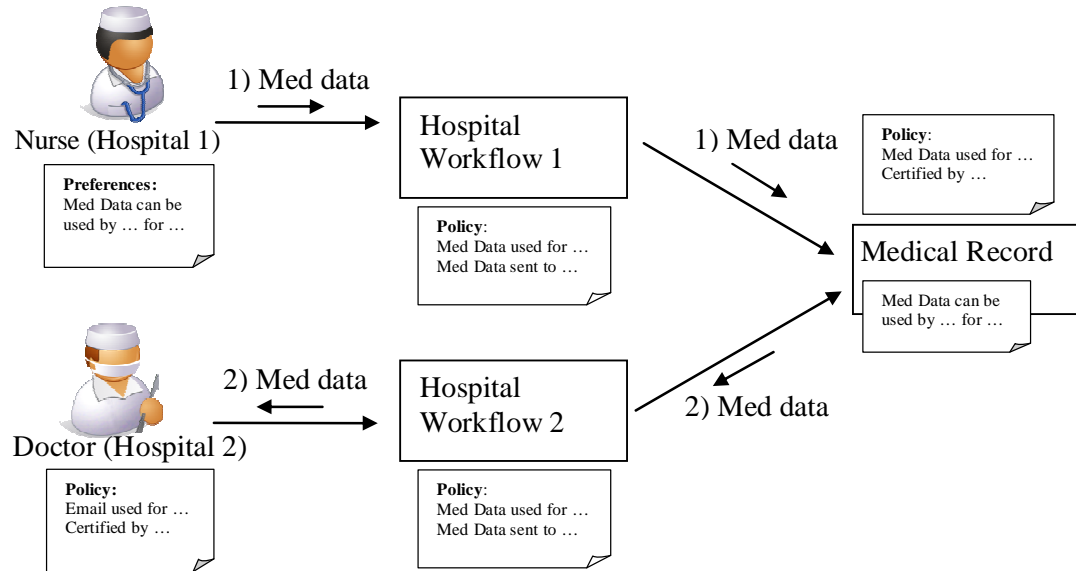 1) Med data
Nurse (Hospital 1)
Preferences:
Med Data can be
used by … for …
Hospital
Workflow 1
Policy:
Med Data used for …
Med Data sent to …
1) Med data
Policy:
Med Data used for …
Certified by …
Medical Record
Med Data can be
used by … for …
2) Med data
Doctor (Hospital 2)
Policy:
Email used for …
Certified by …
Hospital
Workflow 2
Policy:
Med Data used for …
Med Data sent to …
2) Med data